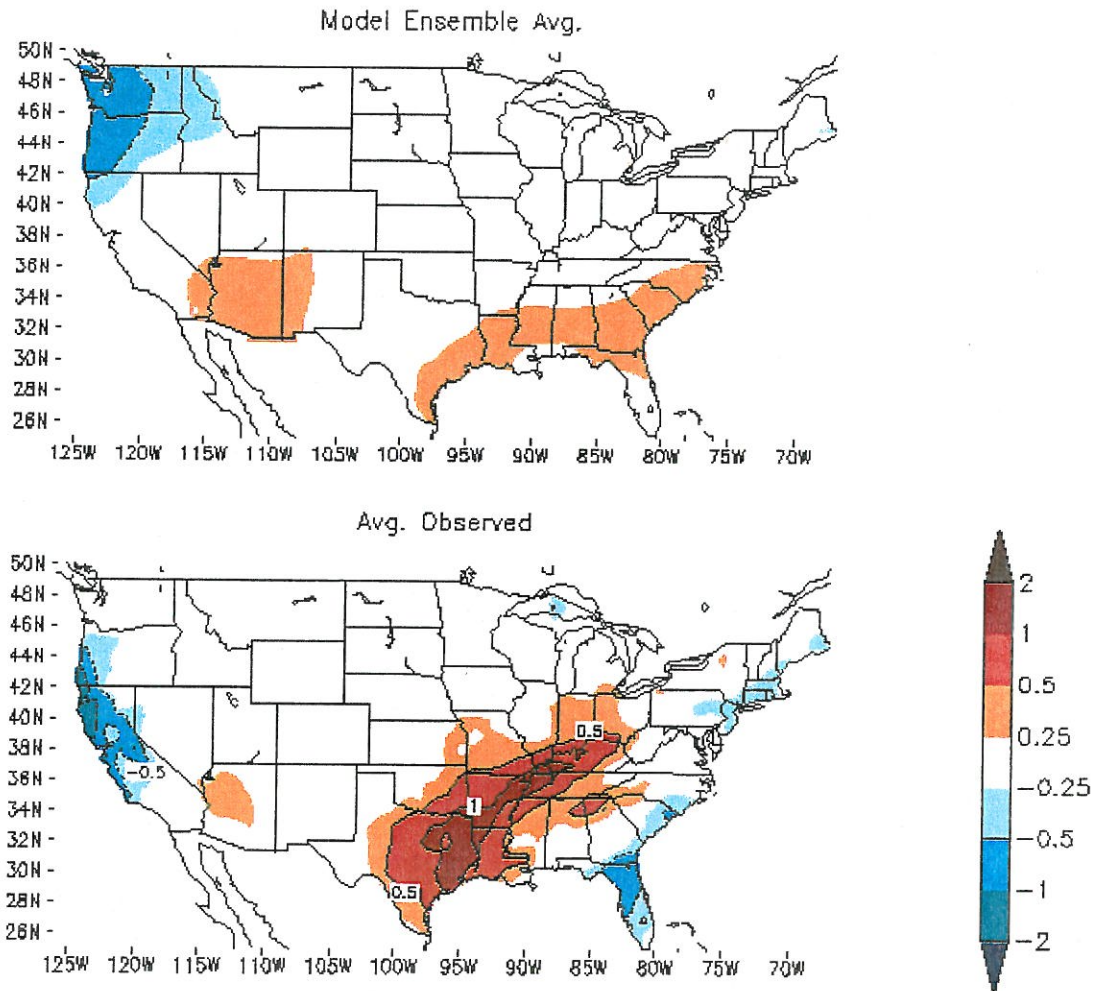 Model Ensemble Avg.
50N
48N
46N
44N
42N
40N
38N
36N
34N
32N
30N
28N
26N
125W 120W 115W 110W 105W 100W 95W 90W 85W 80W 75W 70W
Avg. Observed
50N
48N
46N
44N
42N
40N
38N
36N
34N
32N
30N
28N
26N
0.5
-0.5
1
0.5
125W 120W 115W 110W 105W 100W 95W 90W 85W 80W 75W 70W
2
1
0.5
0.25
-0.25
-0.5
-1
-2